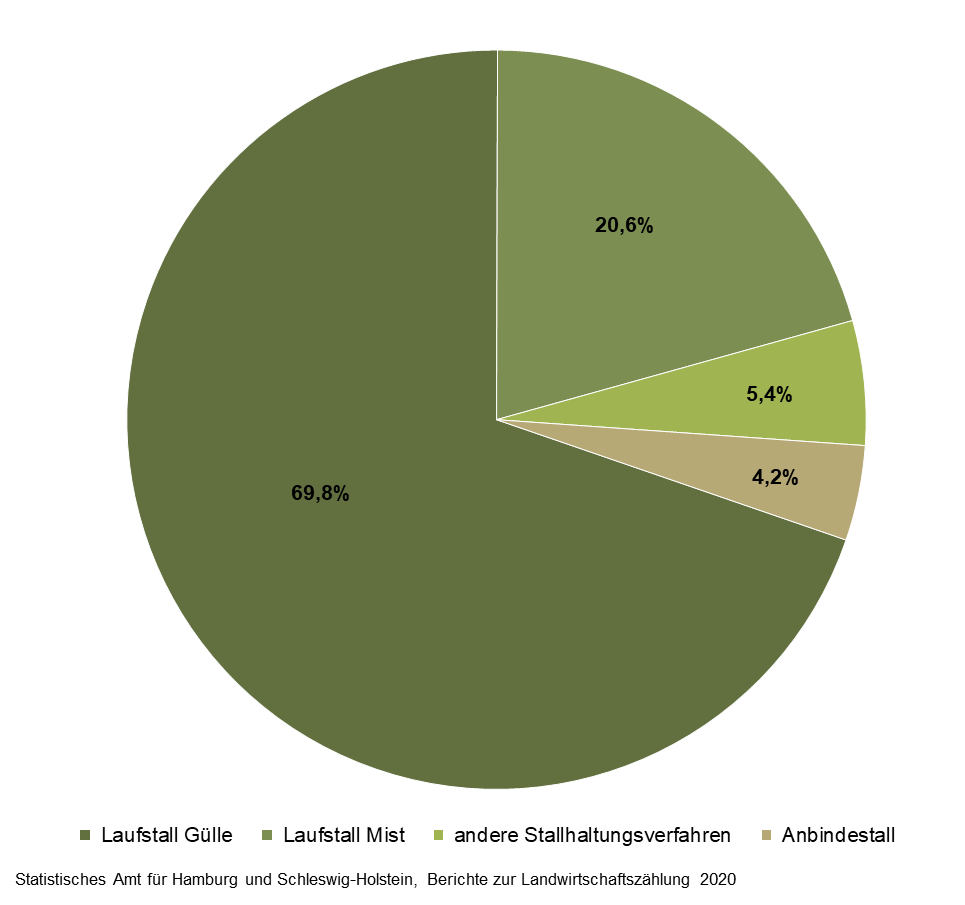 20,6%
5,4%
4,2%
69,8%
Laufstall Gülle Laufstall Mist andere Stallhaltungsverfahren Anbindestall
Statistisches Amt für Hamburg und Schleswig-Holstein, Berichte zur Landwirtschaftszählung 2020